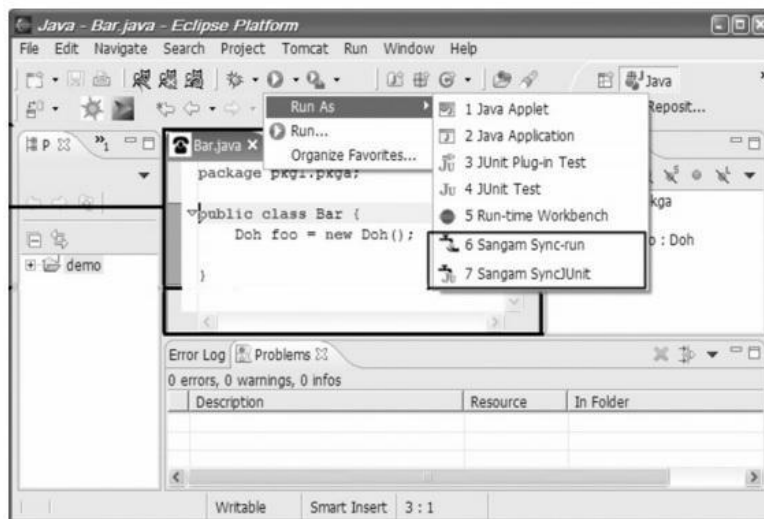 Java - Bar.java - Eclipse Platform
File Edit Navigate Search Project Tomcat Run Window Help
Java
Run As
1 Java Applet
Reposit...
P
»1
Bar.java
Run...
2 Java Application
Organize Favorites...
3 JUnit Plug-in Test
package pkg1.pkga;
4 JUnit Test
kga
public class Bar {
5 Run-time Workbench
Doh foo = new Doh();
6 Sangam Sync-run
o : Doh
demo
7 Sangam SyncJUnit
}
Error Log Problems
0 errors, 0 warnings, 0 infos
Description Resource In Folder
Writable Smart Insert 3 : 1